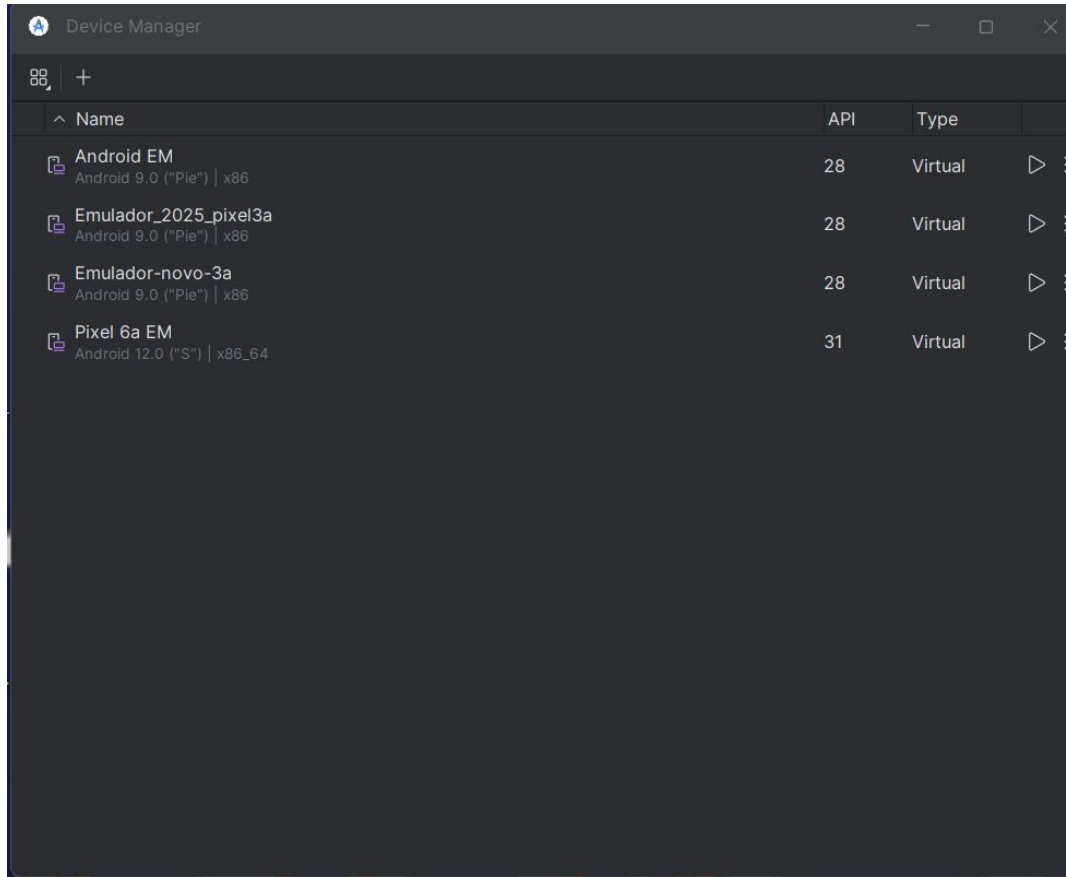 Device Manager
Name API Type
Android EM 28 Virtual
Android 9.0 ("Pie") | x86
Emulador_2025_pixel3a 28 Virtual
Android 9.0 ("Pie") | x86
Emulador-novo-3a 28 Virtual
Android 9.0 ("Pie") | x86
Pixel 6a EM 31 Virtual
Android 12.0 ("S") | x86_64